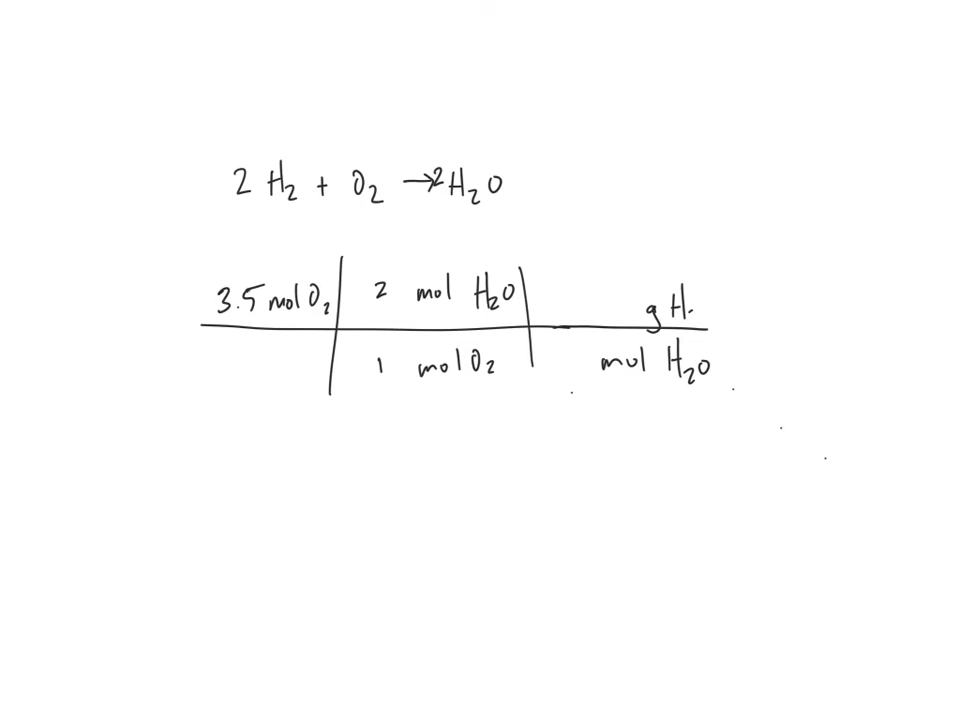 2 H₂ + O₂ → 2 H₂O
3.5 mol O₂ | 2 mol H₂O | g H
1 mol O₂ | mol H₂O